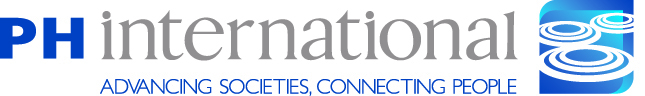 PH international
ADVANCING SOCIETIES, CONNECTING PEOPLE